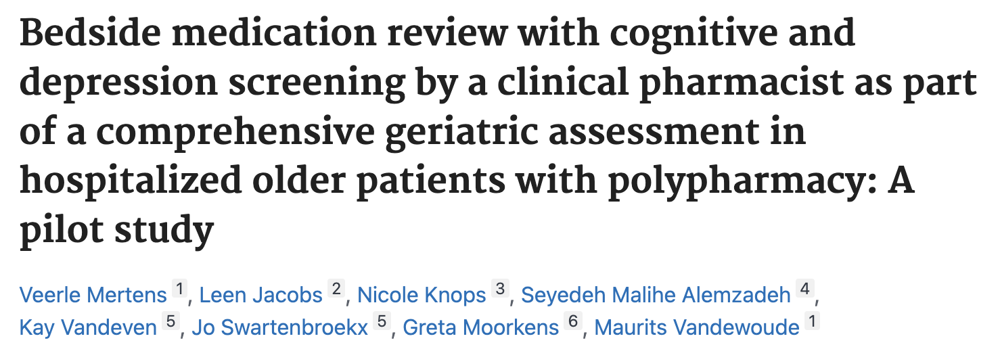 Bedside medication review with cognitive and
depression screening by a clinical pharmacist as part
of a comprehensive geriatric assessment in
hospitalized older patients with polypharmacy: A
pilot study
Veerle Mertens 1, Leen Jacobs 2, Nicole Knops 3, Seyedeh Malihe Alemzadeh 4,
Kay Vandeven 5, Jo Swartenbroekx 5, Greta Moorkens 6, Maurits Vandewoude 1